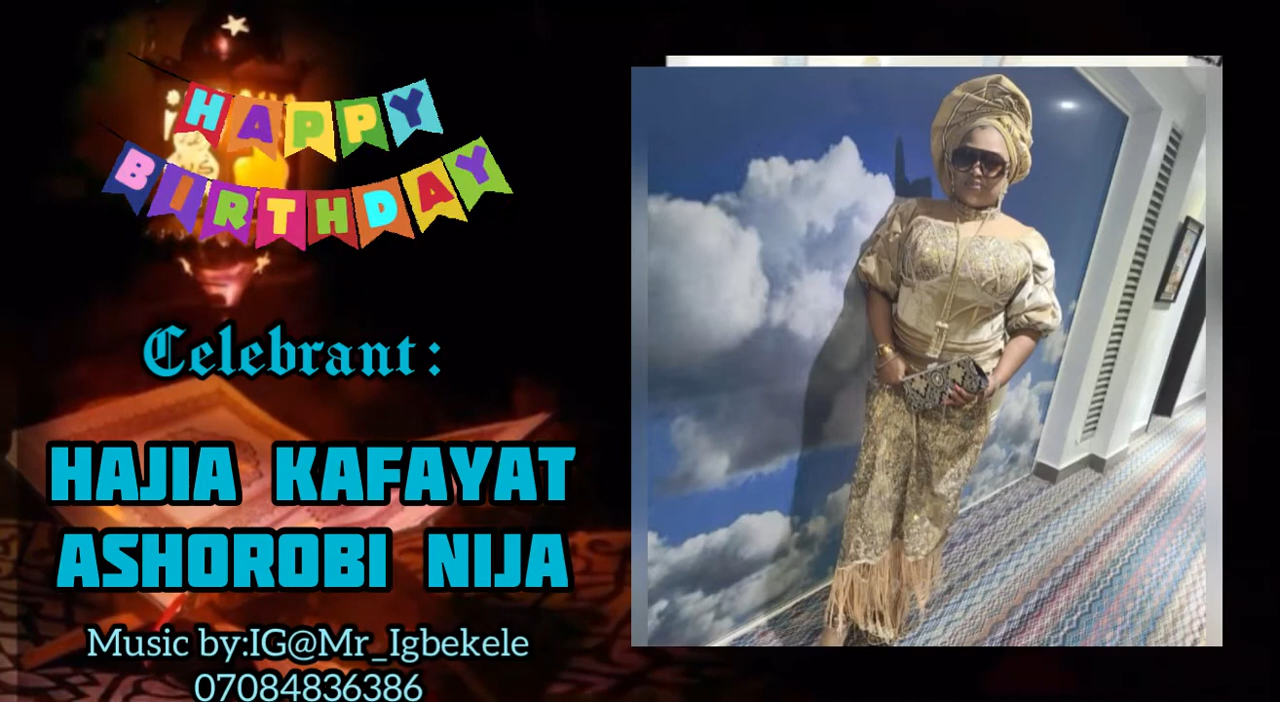 HAPPY
BIRTHDAY
Celebrant:
HAJIA KAFAYAT
ASHOROBI NIJA
Music by:IG@Mr_Igbekele
07084836386